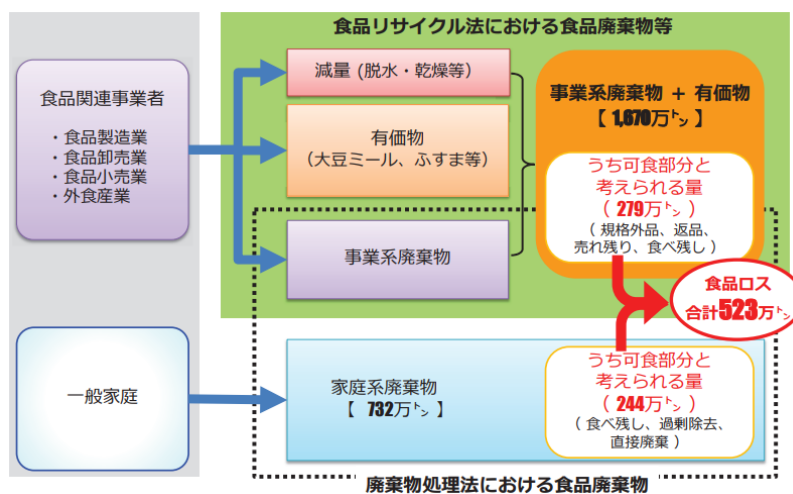 食品リサイクル法における食品廃棄物等
食品関連事業者
・食品製造業
・食品卸売業
・食品小売業
・外食産業
減量 (脱水・乾燥等)
有価物
(大豆ミール、ふすま等)
事業系廃棄物
事業系廃棄物 + 有価物
【 1,670万㌧ 】
うち可食部分と
考えられる量
( 279万㌧ )
( 規格外品、返品、
売れ残り、食べ残し )
食品ロス
合計523万㌧
一般家庭
家庭系廃棄物
【 732万㌧ 】
うち可食部分と
考えられる量
( 244万㌧ )
( 食べ残し、過剰除去、
直接廃棄 )
廃棄物処理法における食品廃棄物